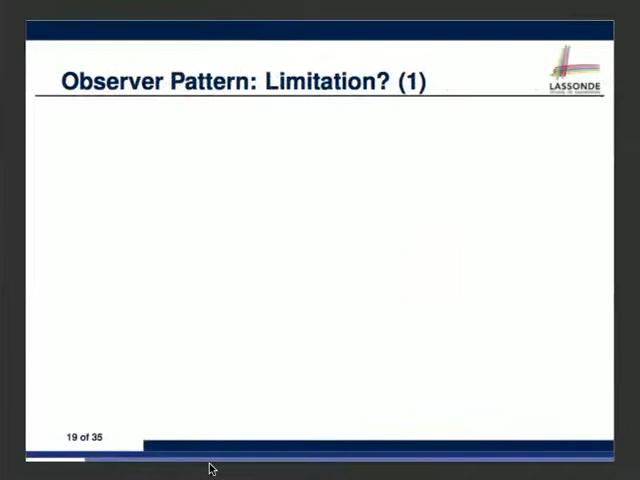 Observer Pattern: Limitation? (1)
LASSONDE
19 of 35